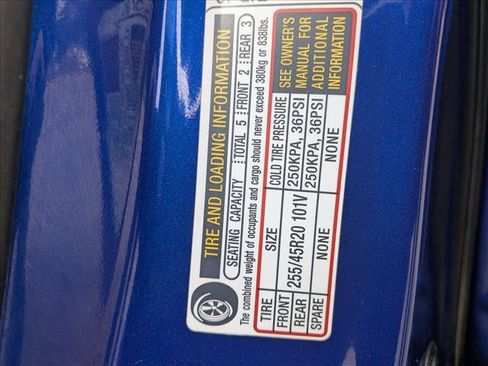 TIRE AND LOADING INFORMATION
SEATING CAPACITY TOTAL 5 FRONT 2 REAR 3
The combined weight of occupants and cargo should never exceed 380kg or 838lbs.
TIRE SIZE COLD TIRE PRESSURE
FRONT 255/45R20 101V 250KPA, 36PSI
REAR 250KPA, 36PSI
SPARE NONE NONE
SEE OWNER'S
MANUAL FOR
ADDITIONAL
INFORMATION